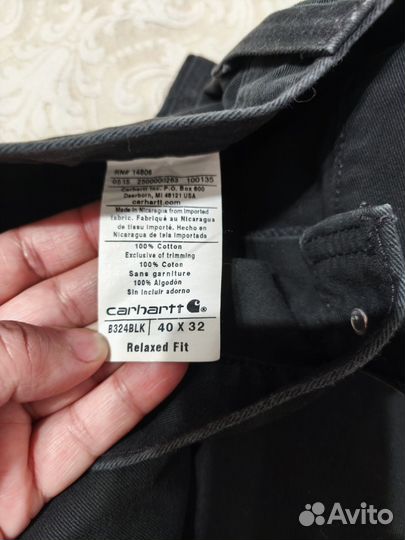 RN# 14806
0515 2500000263 100135
Carhartt Inc. P.O. Box 600
Dearborn, MI 48121 USA
carhartt.com
Made in Nicaragua from imported
fabric. Fabriqué au Nicaragua
de tissu importé. Hecho en
Nicaragua de tela importada
100% Cotton
Exclusive of trimming
100% Coton
Sans garniture
100% Algodón
Sin incluir adorno
carhartt
B324BLK 40 X 32
Relaxed Fit
Avito